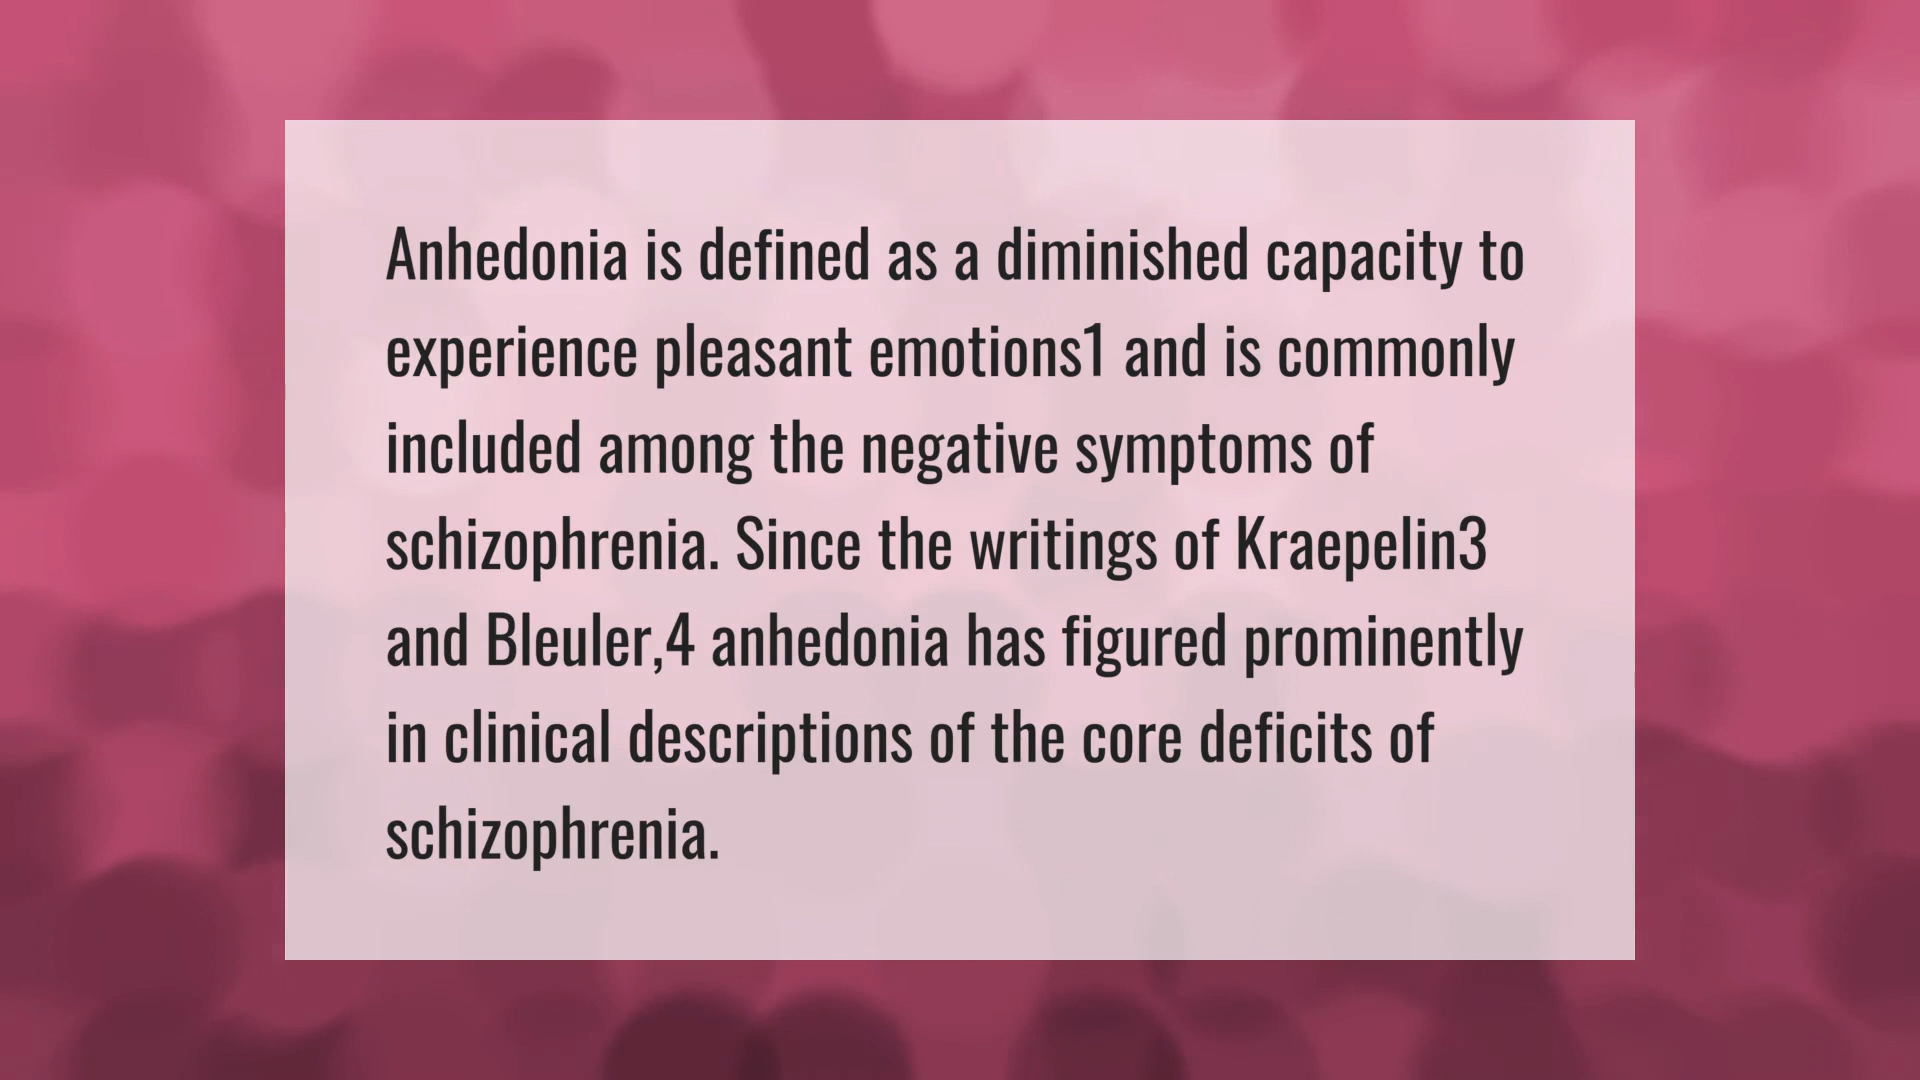 Anhedonia is defined as a diminished capacity to
experience pleasant emotions1 and is commonly
included among the negative symptoms of
schizophrenia. Since the writings of Kraepelin3
and Bleuler,4 anhedonia has figured prominently
in clinical descriptions of the core deficits of
schizophrenia.